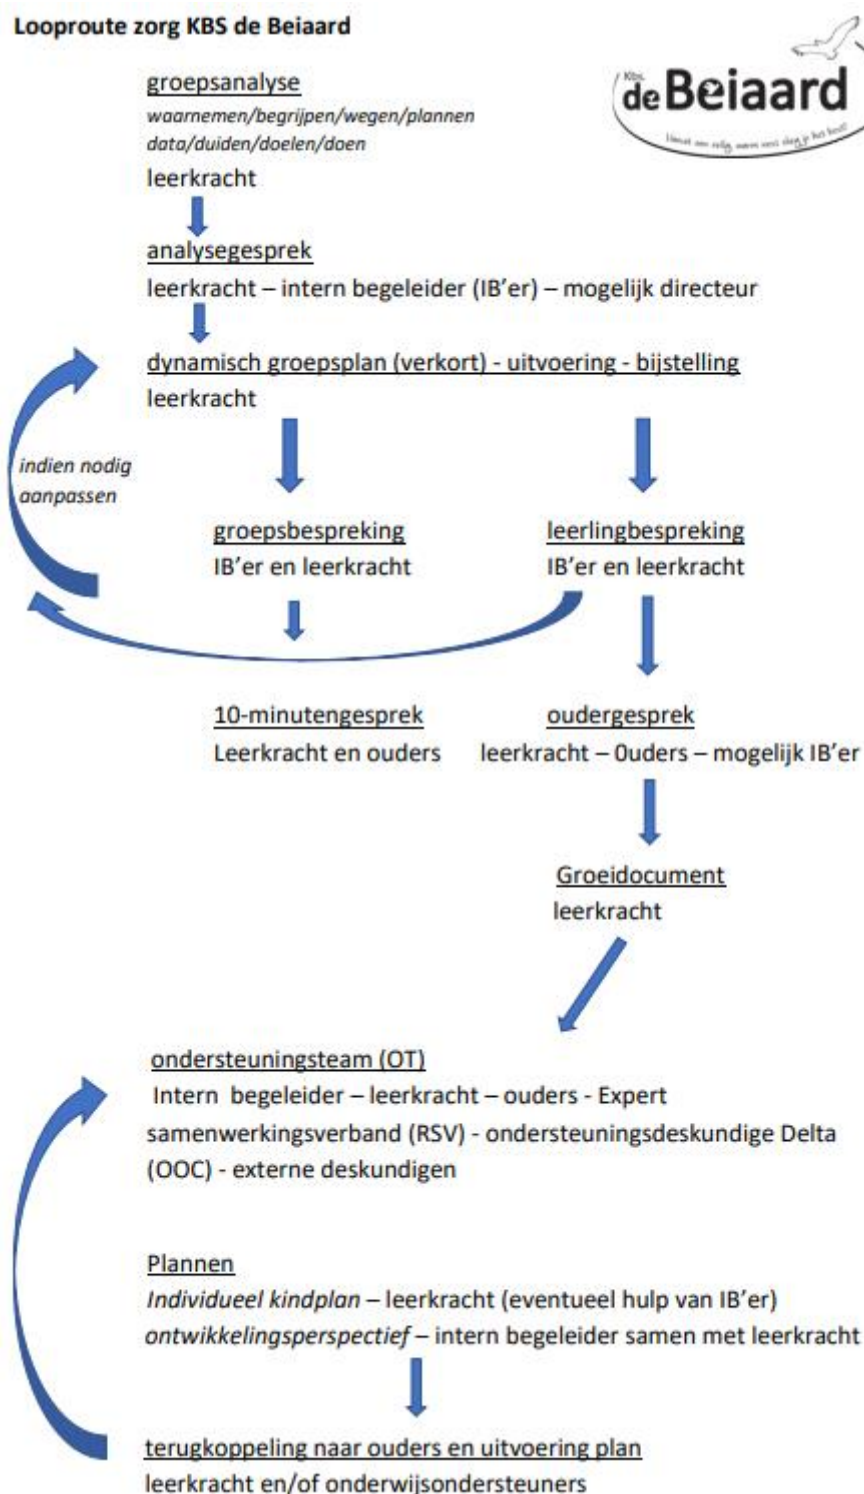 Looproute zorg KBS de Beiaard
Kbs
de Beiaard
groepsanalyse
waarnemen/begrijpen/wegen/plannen
data/duiden/doelen/doen
leerkracht
analysegesprek
leerkracht – intern begeleider (IB’er) – mogelijk directeur
dynamisch groepsplan (verkort) - uitvoering - bijstelling
leerkracht
indien nodig
aanpassen
groepsbespreking
IB’er en leerkracht
leerlingbespreking
IB’er en leerkracht
10-minutengesprek
Leerkracht en ouders
oudergesprek
leerkracht – 0uders – mogelijk IB’er
Groeidocument
leerkracht
ondersteuningsteam (OT)
Intern begeleider – leerkracht – ouders - Expert
samenwerkingsverband (RSV) - ondersteuningsdeskundige Delta
(OOC) - externe deskundigen
Plannen
Individueel kindplan – leerkracht (eventueel hulp van IB’er)
ontwikkelingsperspectief – intern begeleider samen met leerkracht
terugkoppeling naar ouders en uitvoering plan
leerkracht en/of onderwijsondersteuners